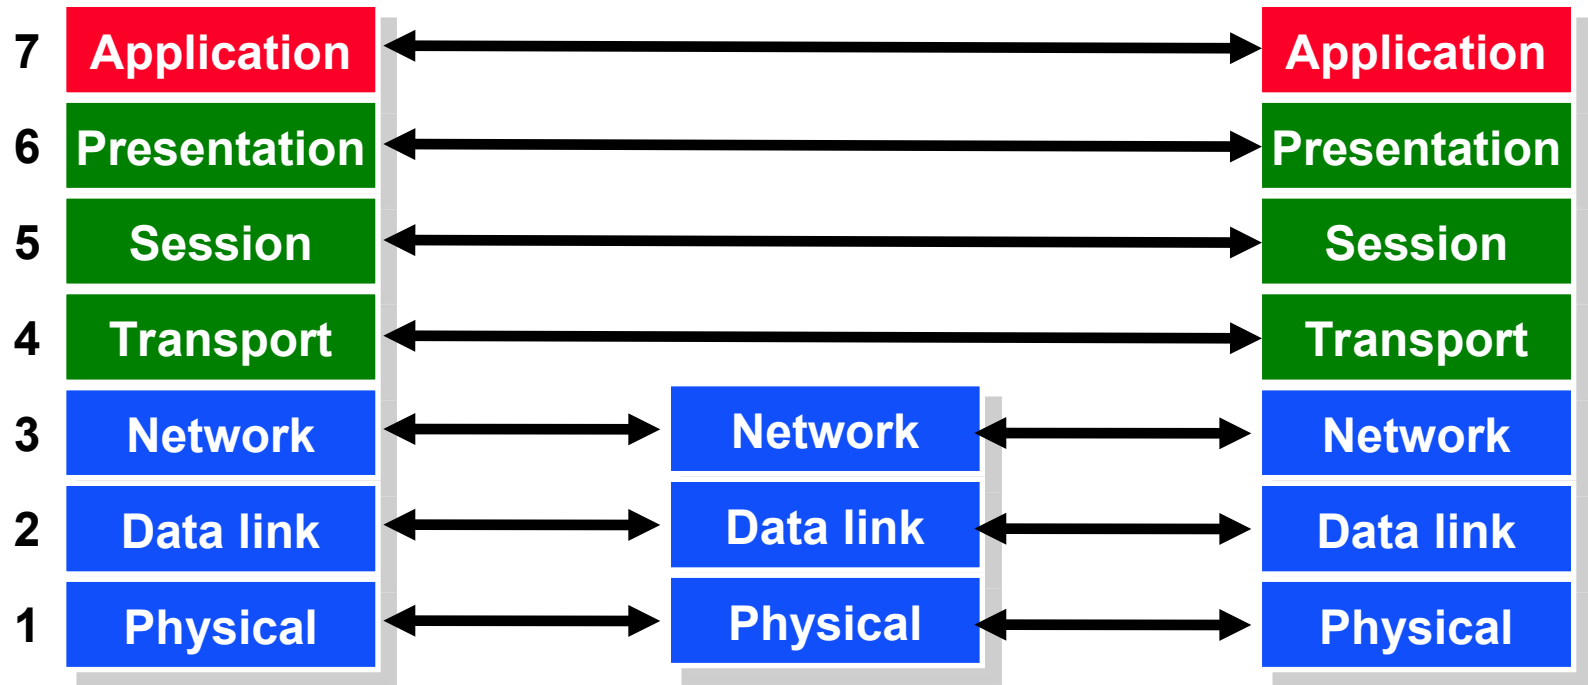 7 Application Application
6 Presentation Presentation
5 Session Session
4 Transport Transport
3 Network Network Network
2 Data link Data link Data link
1 Physical Physical Physical